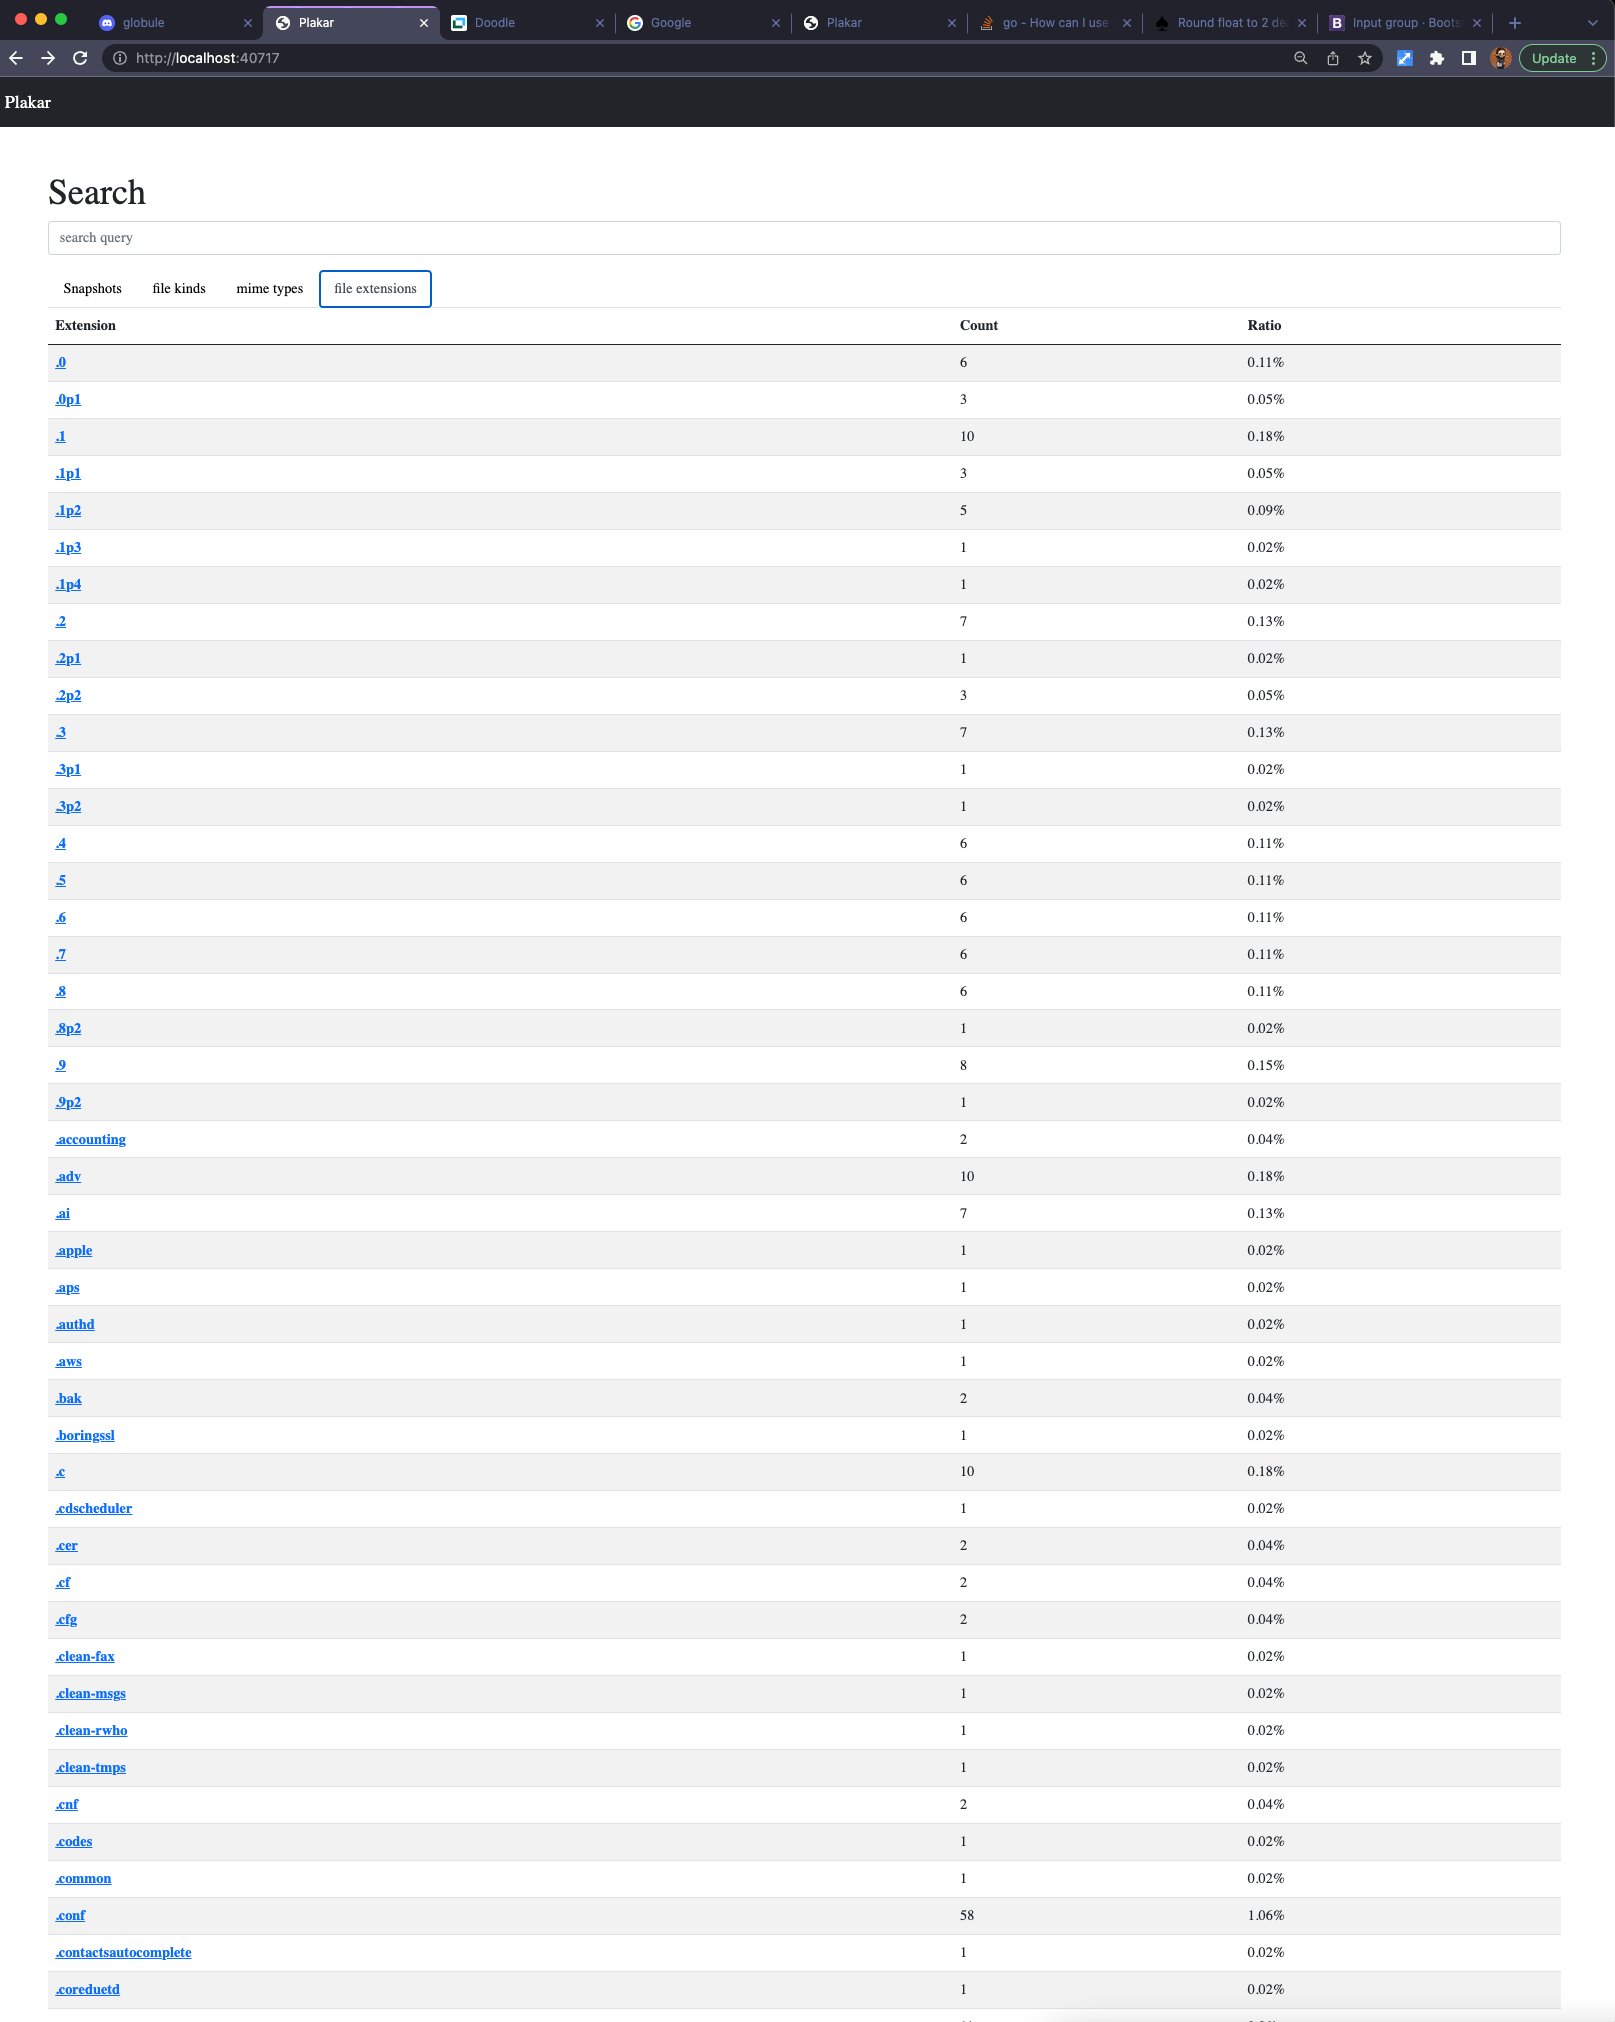 globule
Plakar
Doodle
Google
Plakar
go - How can I use
Round float to 2 de
Input group · Boots
http://localhost:40717
Update
Plakar
Search
search query
Snapshots file kinds mime types file extensions
Extension Count Ratio
.0 6 0.11%
.0p1 3 0.05%
.1 10 0.18%
.1p1 3 0.05%
.1p2 5 0.09%
.1p3 1 0.02%
.1p4 1 0.02%
.2 7 0.13%
.2p1 1 0.02%
.2p2 3 0.05%
.3 7 0.13%
.3p1 1 0.02%
.3p2 1 0.02%
.4 6 0.11%
.5 6 0.11%
.6 6 0.11%
.7 6 0.11%
.8 6 0.11%
.8p2 1 0.02%
.9 8 0.15%
.9p2 1 0.02%
.accounting 2 0.04%
.adv 10 0.18%
.ai 7 0.13%
.apple 1 0.02%
.aps 1 0.02%
.authd 1 0.02%
.aws 1 0.02%
.bak 2 0.04%
.boringssl 1 0.02%
.c 10 0.18%
.cdscheduler 1 0.02%
.cer 2 0.04%
.cf 2 0.04%
.cfg 2 0.04%
.clean-fax 1 0.02%
.clean-msgs 1 0.02%
.clean-rwho 1 0.02%
.clean-tmps 1 0.02%
.cnf 2 0.04%
.codes 1 0.02%
.common 1 0.02%
.conf 58 1.06%
.contactsautocomplete 1 0.02%
.coreduetd 1 0.02%